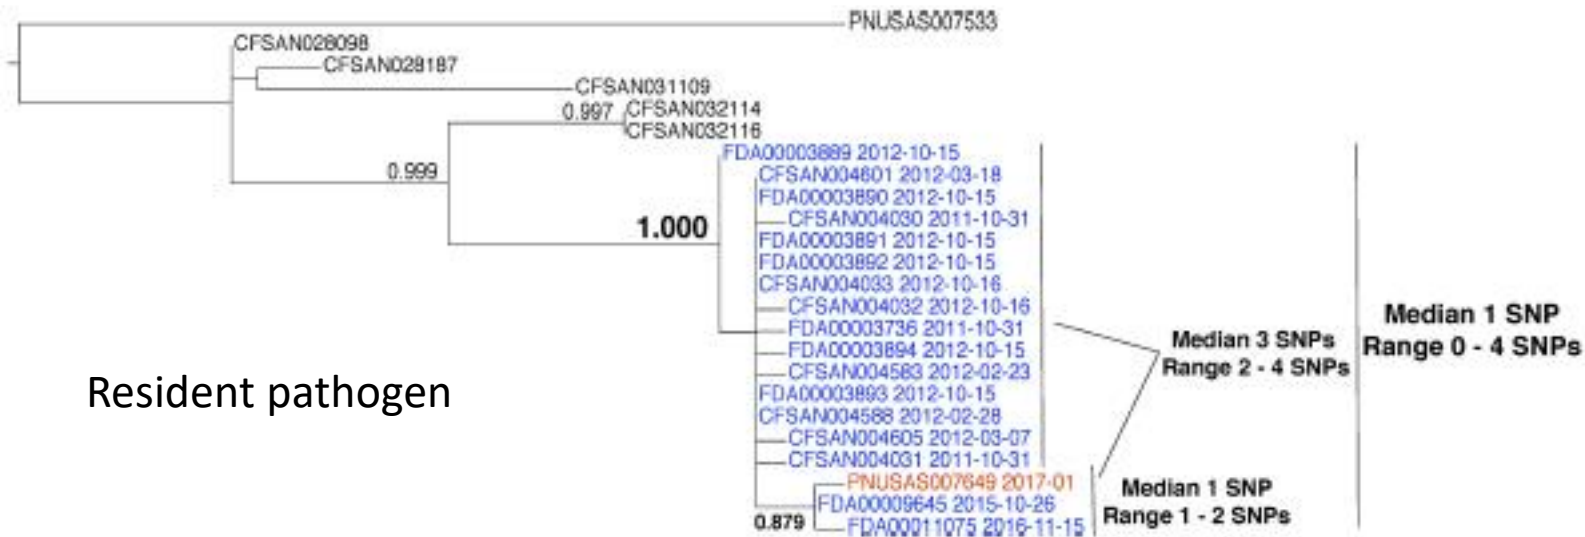 PNUSAS007533
CFSAN028098
CFSAN028187
CFSAN031109
0.997
CFSAN032114
CFSAN032116
FDA00003889 2012-10-15
0.999
CFSAN004601 2012-03-18
FDA00003890 2012-10-15
CFSAN004030 2011-10-31
1.000
FDA00003891 2012-10-15
FDA00003892 2012-10-15
CFSAN004033 2012-10-16
CFSAN004032 2012-10-16
FDA00003736 2011-10-31
FDA00003894 2012-10-15
CFSAN004583 2012-02-23
FDA00003893 2012-10-15
CFSAN004588 2012-02-28
CFSAN004605 2012-03-07
CFSAN004031 2011-10-31
PNUSAS007649 2017-01
FDA00009645 2015-10-26
0.879
FDA00011075 2016-11-15
Median 3 SNPs
Range 2 - 4 SNPs
Median 1 SNP
Range 1 - 2 SNPs
Median 1 SNP
Range 0 - 4 SNPs
Resident pathogen